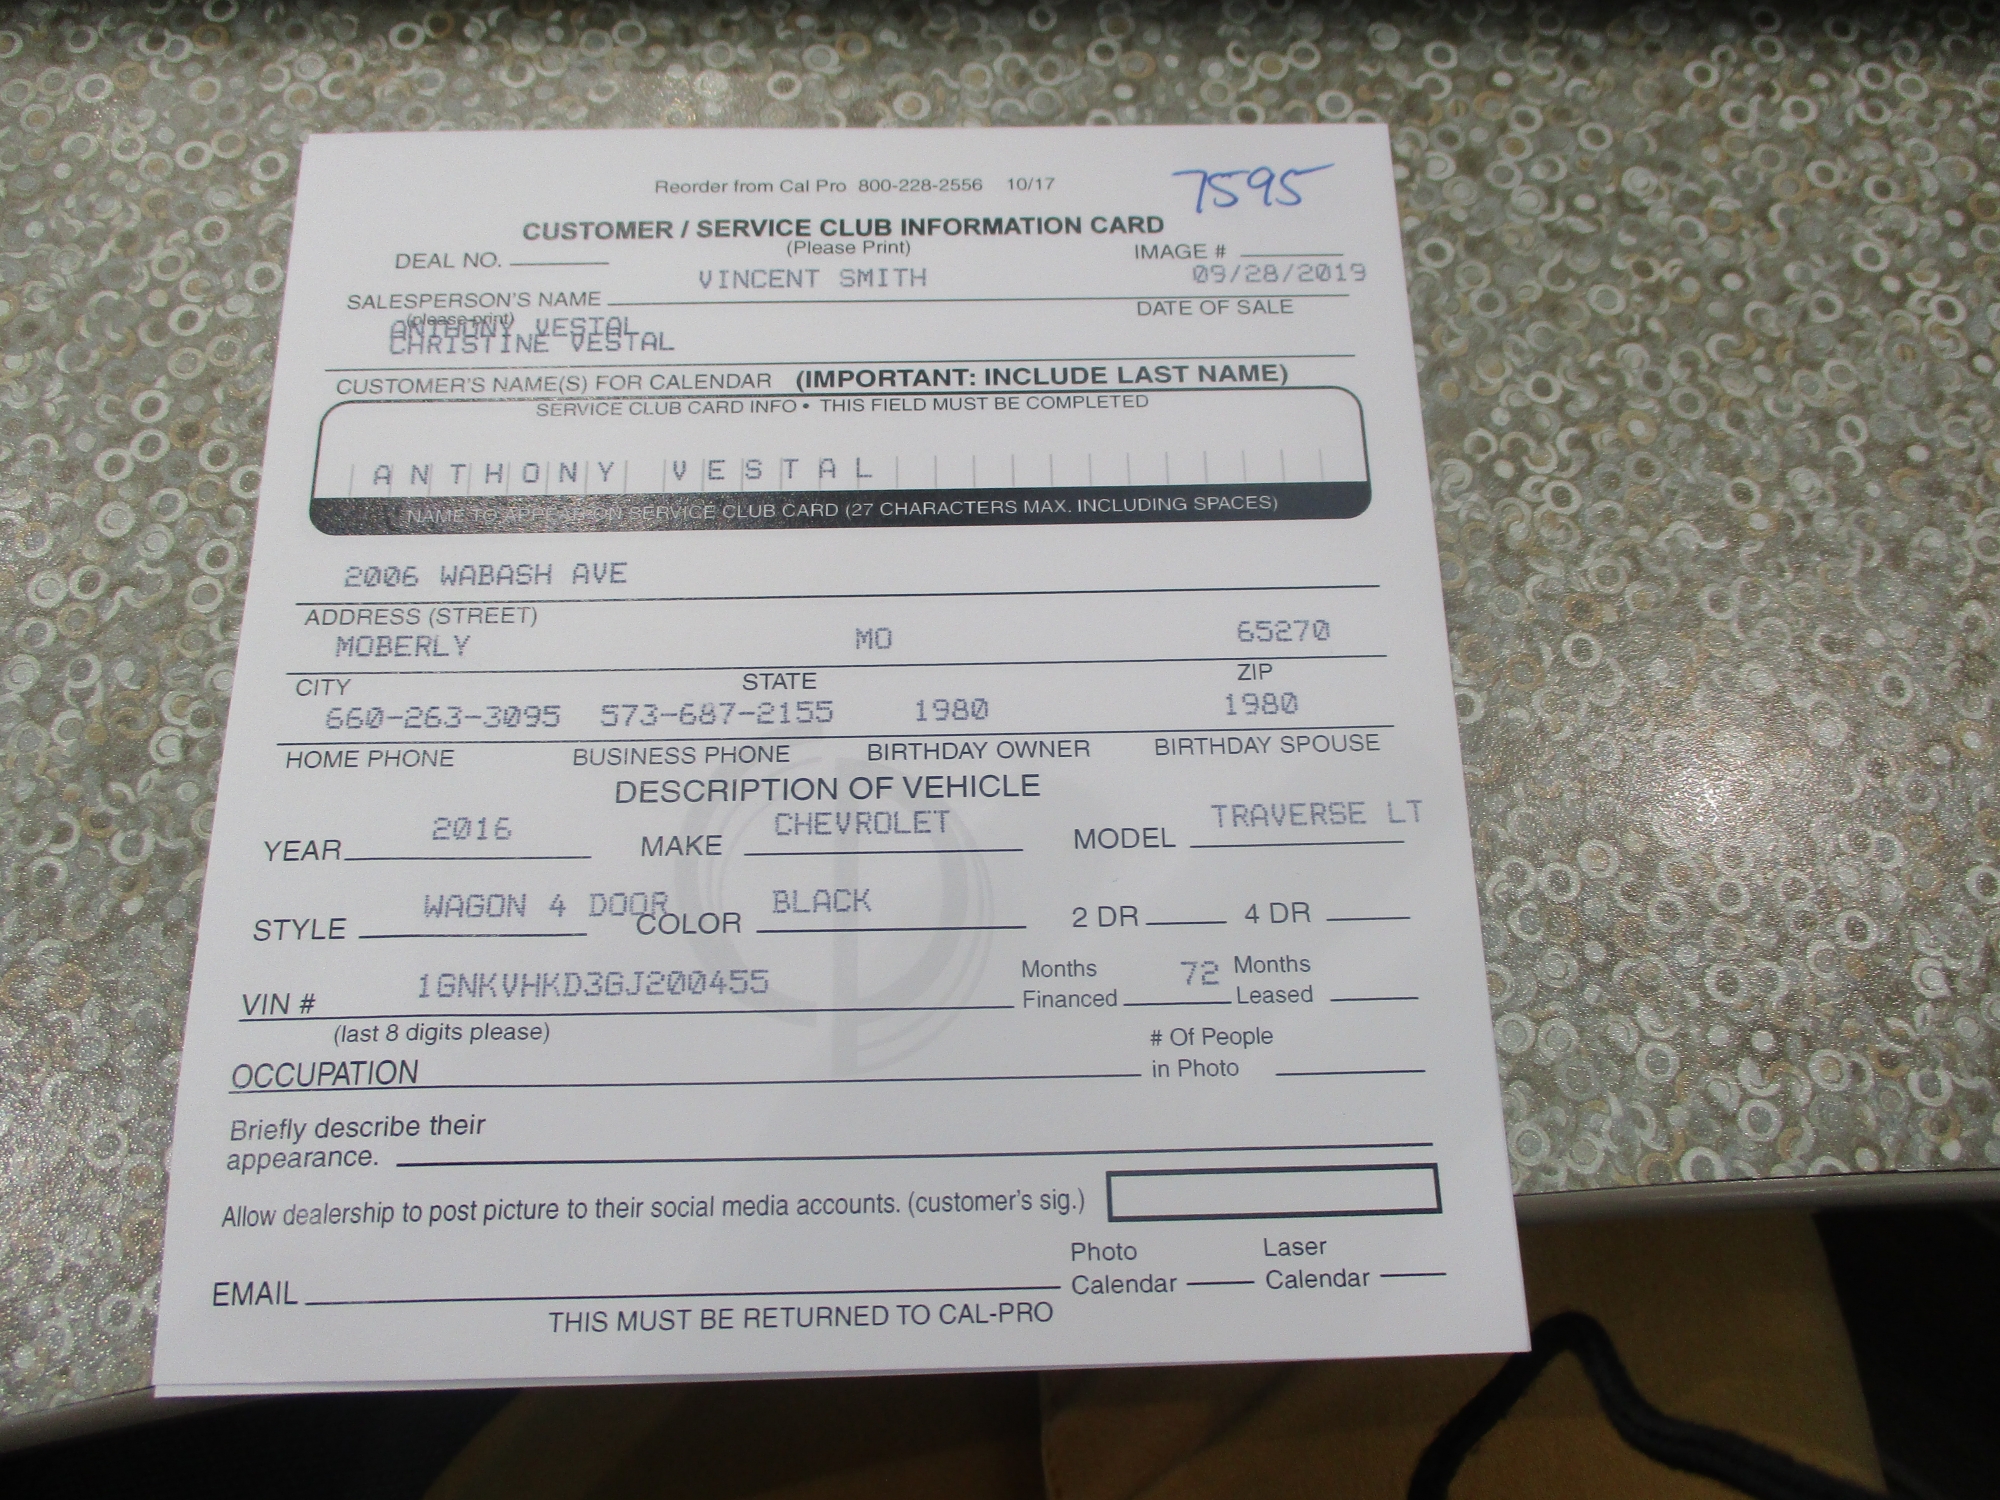 Reorder from Cal Pro 800-228-2556 10/17
7595
CUSTOMER / SERVICE CLUB INFORMATION CARD
(Please Print)
DEAL NO.
IMAGE #
VINCENT SMITH
09/28/2019
SALESPERSON'S NAME
DATE OF SALE
(please print)
ANTHONY VESTAL
CHRISTINE VESTAL
CUSTOMER'S NAME(S) FOR CALENDAR (IMPORTANT: INCLUDE LAST NAME)
SERVICE CLUB CARD INFO • THIS FIELD MUST BE COMPLETED
ANTHONY VESTAL
NAME TO APPEAR ON SERVICE CLUB CARD (27 CHARACTERS MAX. INCLUDING SPACES)
2006 WABASH AVE
ADDRESS (STREET)
MOBERLY MO 65270
CITY STATE ZIP
660-263-3095 573-687-2155 1980 1980
HOME PHONE BUSINESS PHONE BIRTHDAY OWNER BIRTHDAY SPOUSE
DESCRIPTION OF VEHICLE
YEAR 2016 MAKE CHEVROLET MODEL TRAVERSE LT
STYLE WAGON 4 DOOR COLOR BLACK 2 DR 4 DR
VIN # 1GNKVHKD3GJ200455 Months Financed 72 Months Leased
(last 8 digits please)
OCCUPATION # Of People in Photo
Briefly describe their
appearance.
Allow dealership to post picture to their social media accounts. (customer's sig.)
EMAIL Photo Calendar Laser Calendar
THIS MUST BE RETURNED TO CAL-PRO